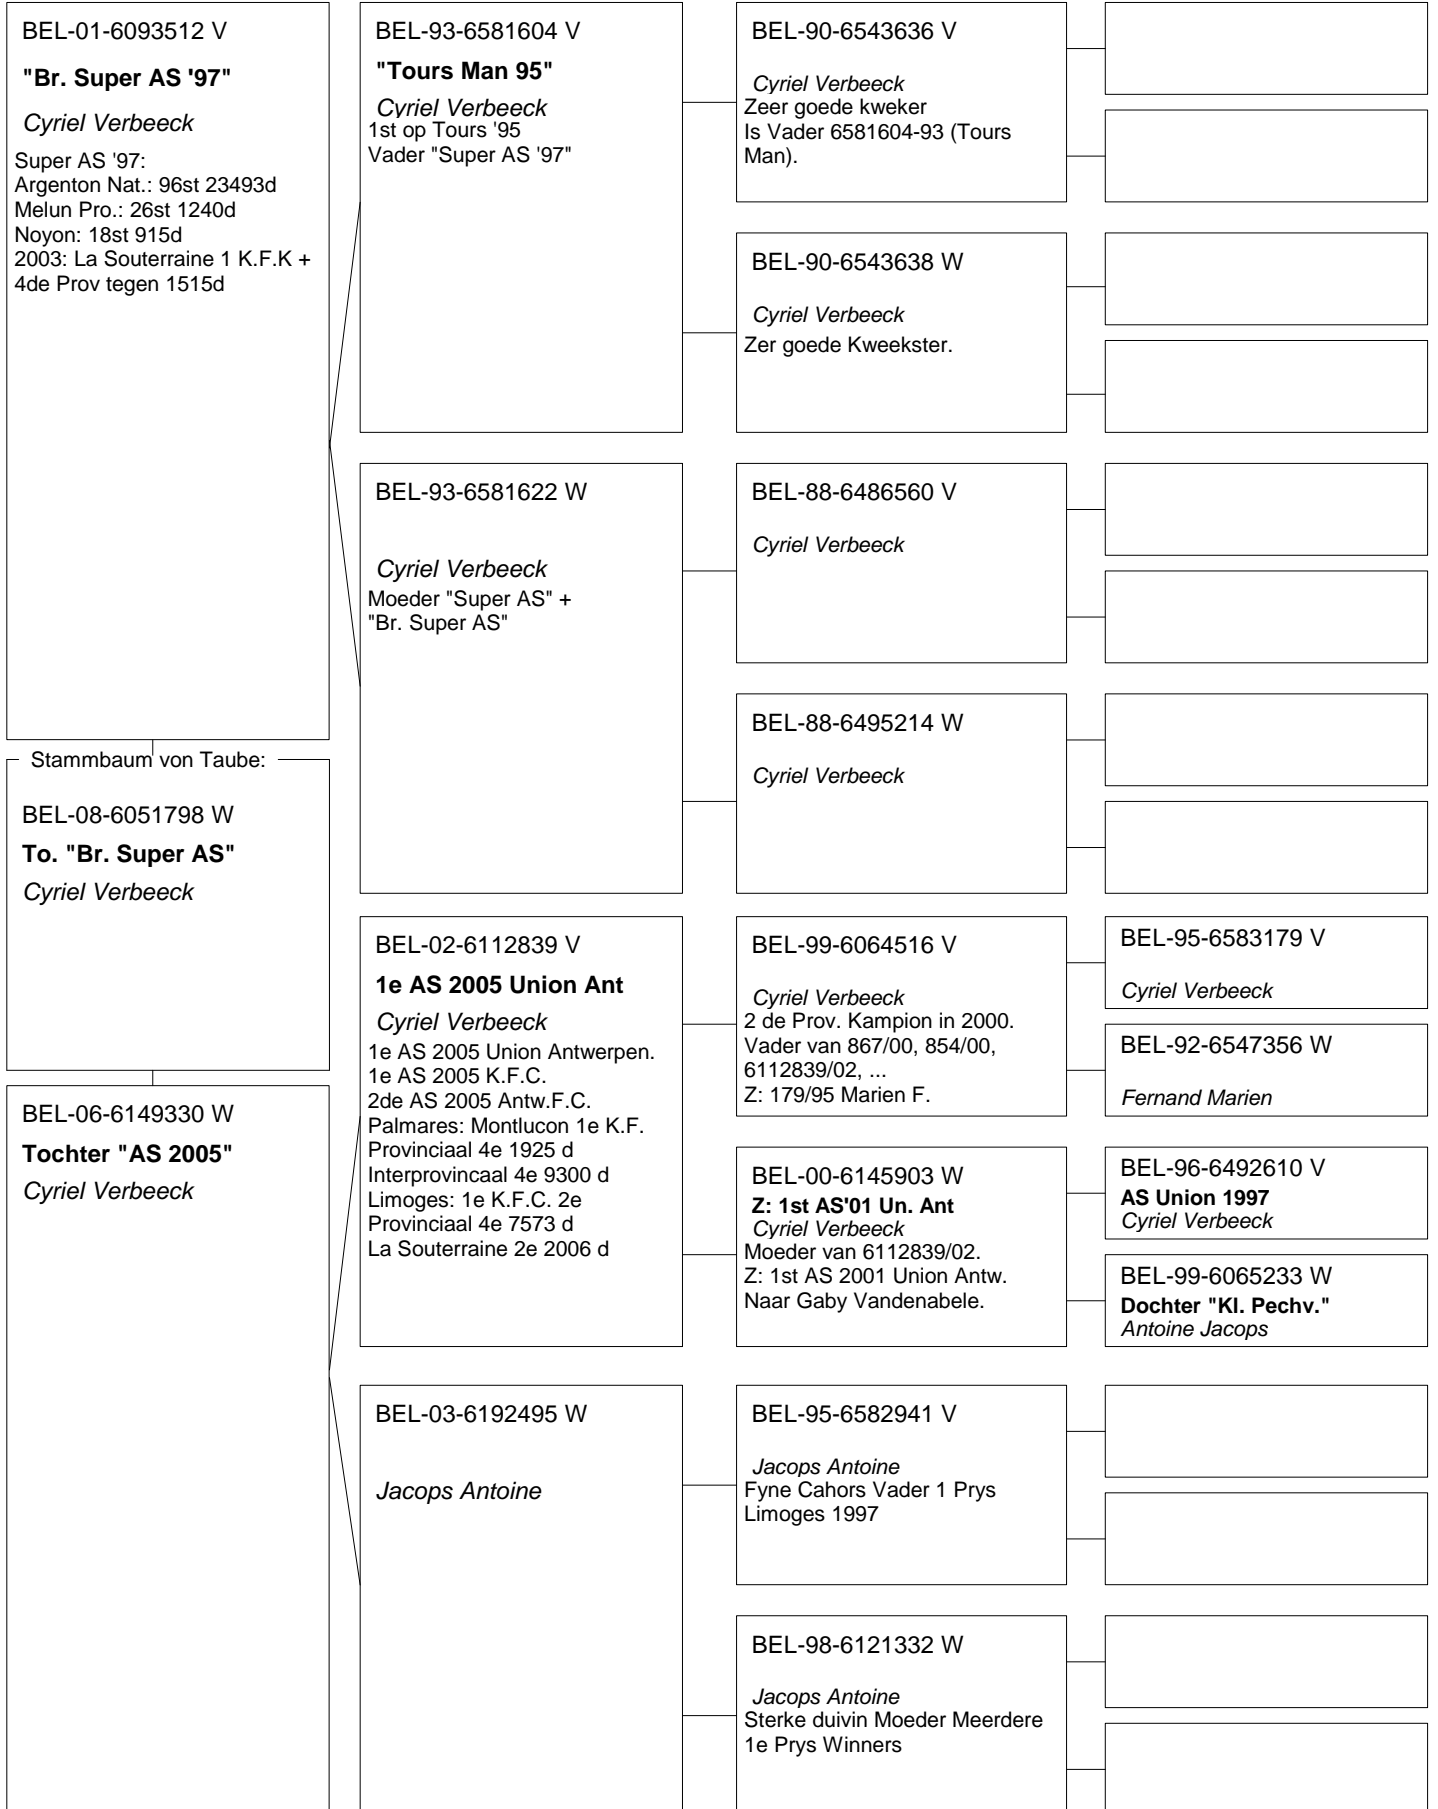 BEL-01-6093512 V
"Br. Super AS '97"
Cyriel Verbeeck
Super AS '97:
Argenton Nat.: 96st 23493d
Melun Pro.: 26st 1240d
Noyon: 18st 915d
2003: La Souterraine 1 K.F.K +
4de Prov tegen 1515d
Stammbaum von Taube:
BEL-08-6051798 W
To. "Br. Super AS"
Cyriel Verbeeck
BEL-06-6149330 W
Tochter "AS 2005"
Cyriel Verbeeck
BEL-93-6581604 V
"Tours Man 95"
Cyriel Verbeeck
1st op Tours '95
Vader "Super AS '97"
BEL-93-6581622 W
Cyriel Verbeeck
Moeder "Super AS" +
"Br. Super AS"
BEL-02-6112839 V
1e AS 2005 Union Ant
Cyriel Verbeeck
1e AS 2005 Union Antwerpen.
1e AS 2005 K.F.C.
2de AS 2005 Antw.F.C.
Palmares: Montlucon 1e K.F.
Provinciaal 4e 1925 d
Interprovincaal 4e 9300 d
Limoges: 1e K.F.C. 2e
Provinciaal 4e 7573 d
La Souterraine 2e 2006 d
BEL-03-6192495 W
Jacops Antoine
BEL-90-6543636 V
Cyriel Verbeeck
Zeer goede kweker
Is Vader 6581604-93 (Tours
Man).
BEL-90-6543638 W
Cyriel Verbeeck
Zer goede Kweekster.
BEL-88-6486560 V
Cyriel Verbeeck
BEL-88-6495214 W
Cyriel Verbeeck
BEL-99-6064516 V
Cyriel Verbeeck
2 de Prov. Kampion in 2000.
Vader van 867/00, 854/00,
6112839/02, ...
Z: 179/95 Marien F.
BEL-00-6145903 W
Z: 1st AS'01 Un. Ant
Cyriel Verbeeck
Moeder van 6112839/02.
Z: 1st AS 2001 Union Antw.
Naar Gaby Vandenabele.
BEL-95-6582941 V
Jacops Antoine
Fyne Cahors Vader 1 Prys
Limoges 1997
BEL-98-6121332 W
Jacops Antoine
Sterke duivin Moeder Meerdere
1e Prys Winners
BEL-95-6583179 V
Cyriel Verbeeck
BEL-92-6547356 W
Fernand Marien
BEL-96-6492610 V
AS Union 1997
Cyriel Verbeeck
BEL-99-6065233 W
Dochter "Kl. Pechv."
Antoine Jacops